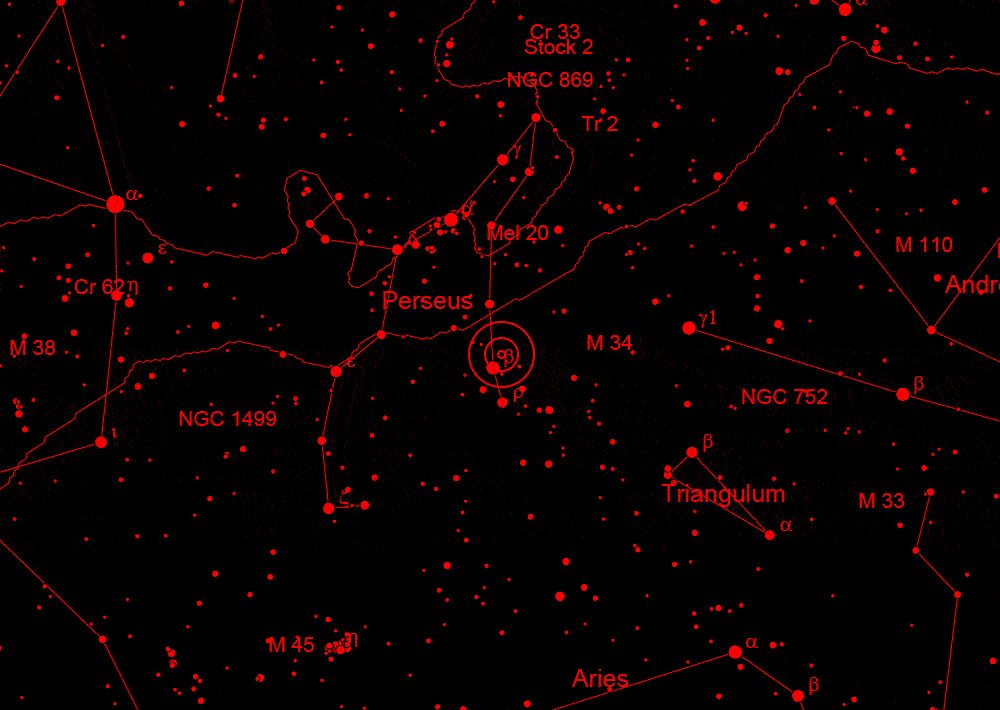 α
Cr 33
Stock 2
NGC 869
Tr 2
γ
α
α
Mel 20
ε
M 110
Andr
Cr 62 η
Perseus
γ1
M 38
M 34
β
ε
β
ρ
NGC 752
NGC 1499
ι
β
Triangulum
ζ
M 33
α
M 45
η
α
Aries
β